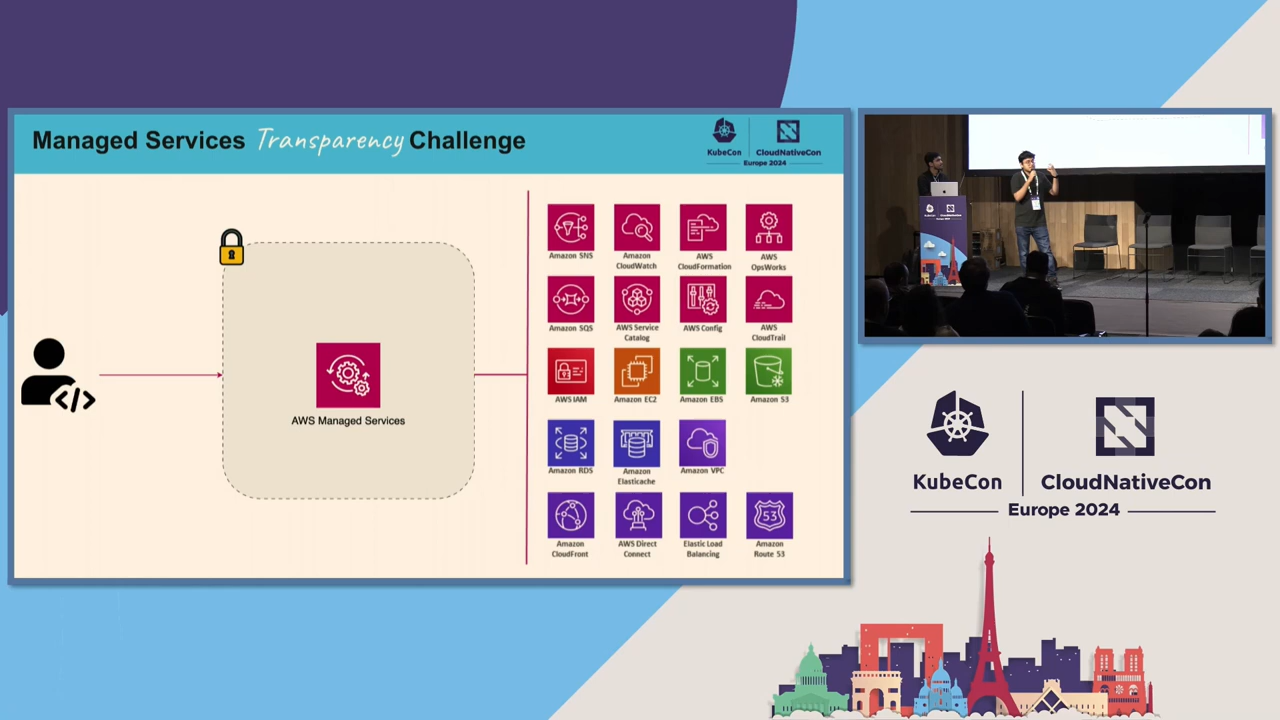 Managed Services Transparency Challenge
KubeCon
CloudNativeCon
Europe 2024
AWS Managed Services
Amazon SNS
Amazon
CloudWatch
AWS
CloudFormation
AWS
OpsWorks
Amazon SQS
AWS Service
Catalog
AWS Config
AWS
CloudTrail
AWS IAM
Amazon EC2
Amazon EBS
Amazon S3
Amazon RDS
Amazon
Elasticache
Amazon VPC
Amazon
CloudFront
AWS Direct
Connect
Elastic Load
Balancing
53
Amazon
Route 53
KubeCon
CloudNativeCon
Europe 2024